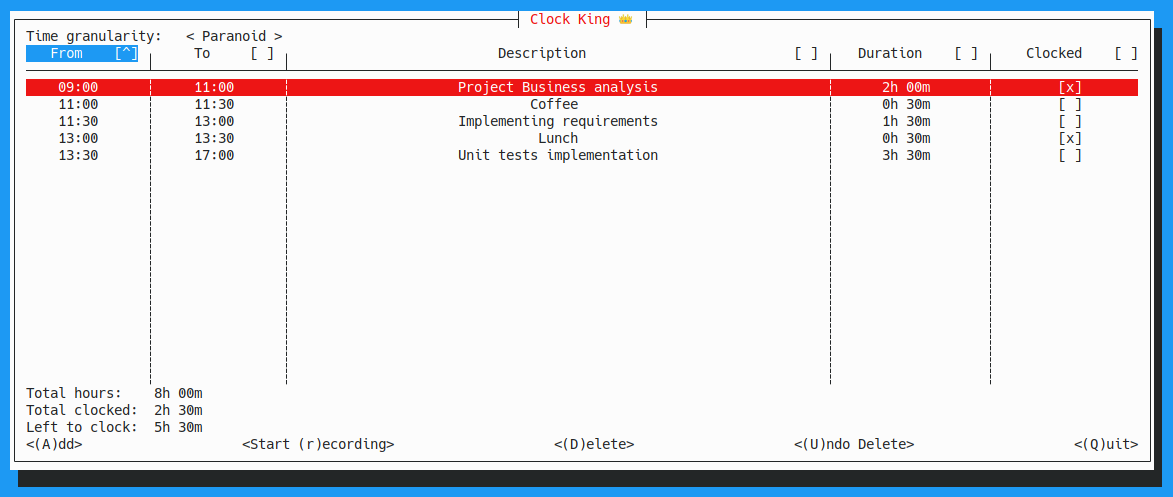 Clock King 👑
Time granularity: < Paranoid >
From [^] To [ ] Description [ ] Duration [ ] Clocked [ ]
09:00 11:00 Project Business analysis 2h 00m [x]
11:00 11:30 Coffee 0h 30m [ ]
11:30 13:00 Implementing requirements 1h 30m [ ]
13:00 13:30 Lunch 0h 30m [x]
13:30 17:00 Unit tests implementation 3h 30m [ ]
Total hours: 8h 00m
Total clocked: 2h 30m
Left to clock: 5h 30m
<(A)dd> <Start (r)ecording> <(D)elete> <(U)ndo Delete> <(Q)uit>